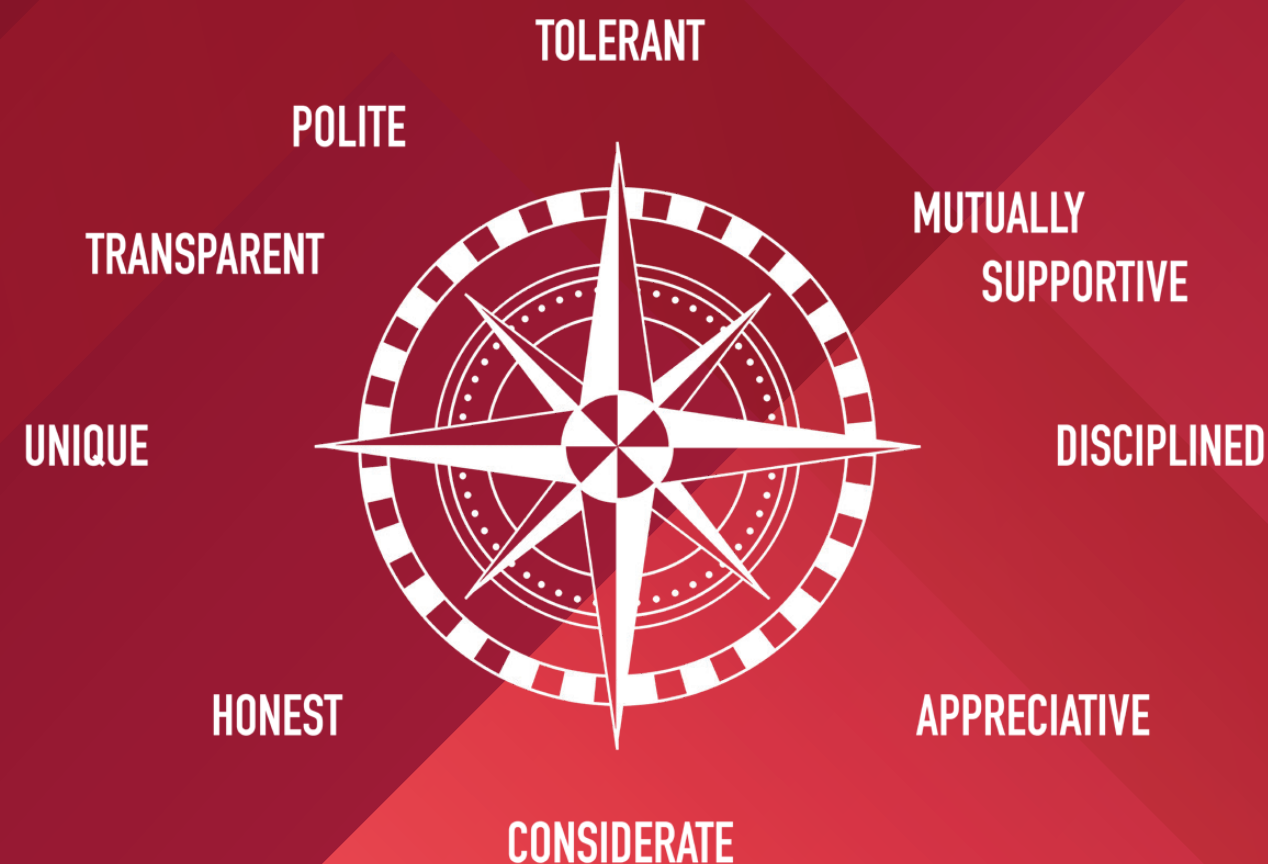 TOLERANT
POLITE
MUTUALLY
SUPPORTIVE
TRANSPARENT
UNIQUE
DISCIPLINED
HONEST
APPRECIATIVE
CONSIDERATE